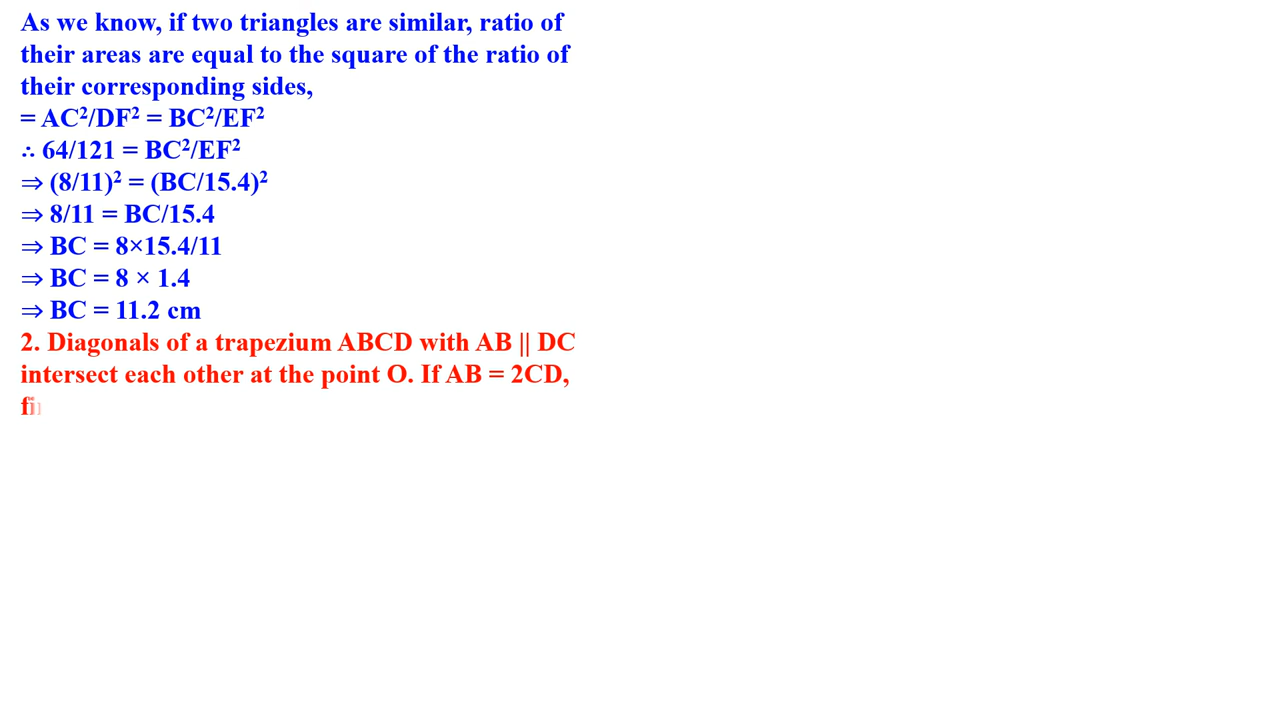 As we know, if two triangles are similar, ratio of
their areas are equal to the square of the ratio of
their corresponding sides,
= AC²/DF² = BC²/EF²
∴ 64/121 = BC²/EF²
⇒ (8/11)² = (BC/15.4)²
⇒ 8/11 = BC/15.4
⇒ BC = 8×15.4/11
⇒ BC = 8 × 1.4
⇒ BC = 11.2 cm
2. Diagonals of a trapezium ABCD with AB || DC
intersect each other at the point O. If AB = 2CD,